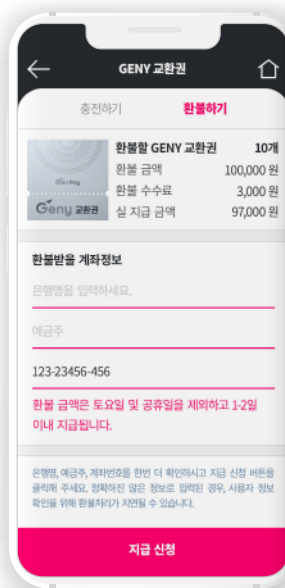 GENY 교환권
충전하기 환불하기
환불할 GENY 교환권 10개
환불 금액 100,000 원
환불 수수료 3,000 원
실 지급 금액 97,000 원
Geny 교환권
환불받을 계좌정보
은행명을 입력하세요.
예금주
123-23456-456
환불 금액은 토요일 및 공휴일을 제외하고 1-2일
이내 지급됩니다.
은행명, 예금주, 계좌번호를 한번 더 확인하시고 지급 신청 버튼을
클릭해 주세요. 정확하진 않은 정보로 입력된 경우, 사용자 정보
확인을 위해 환불처리가 지연될 수 있습니다.
지급 신청